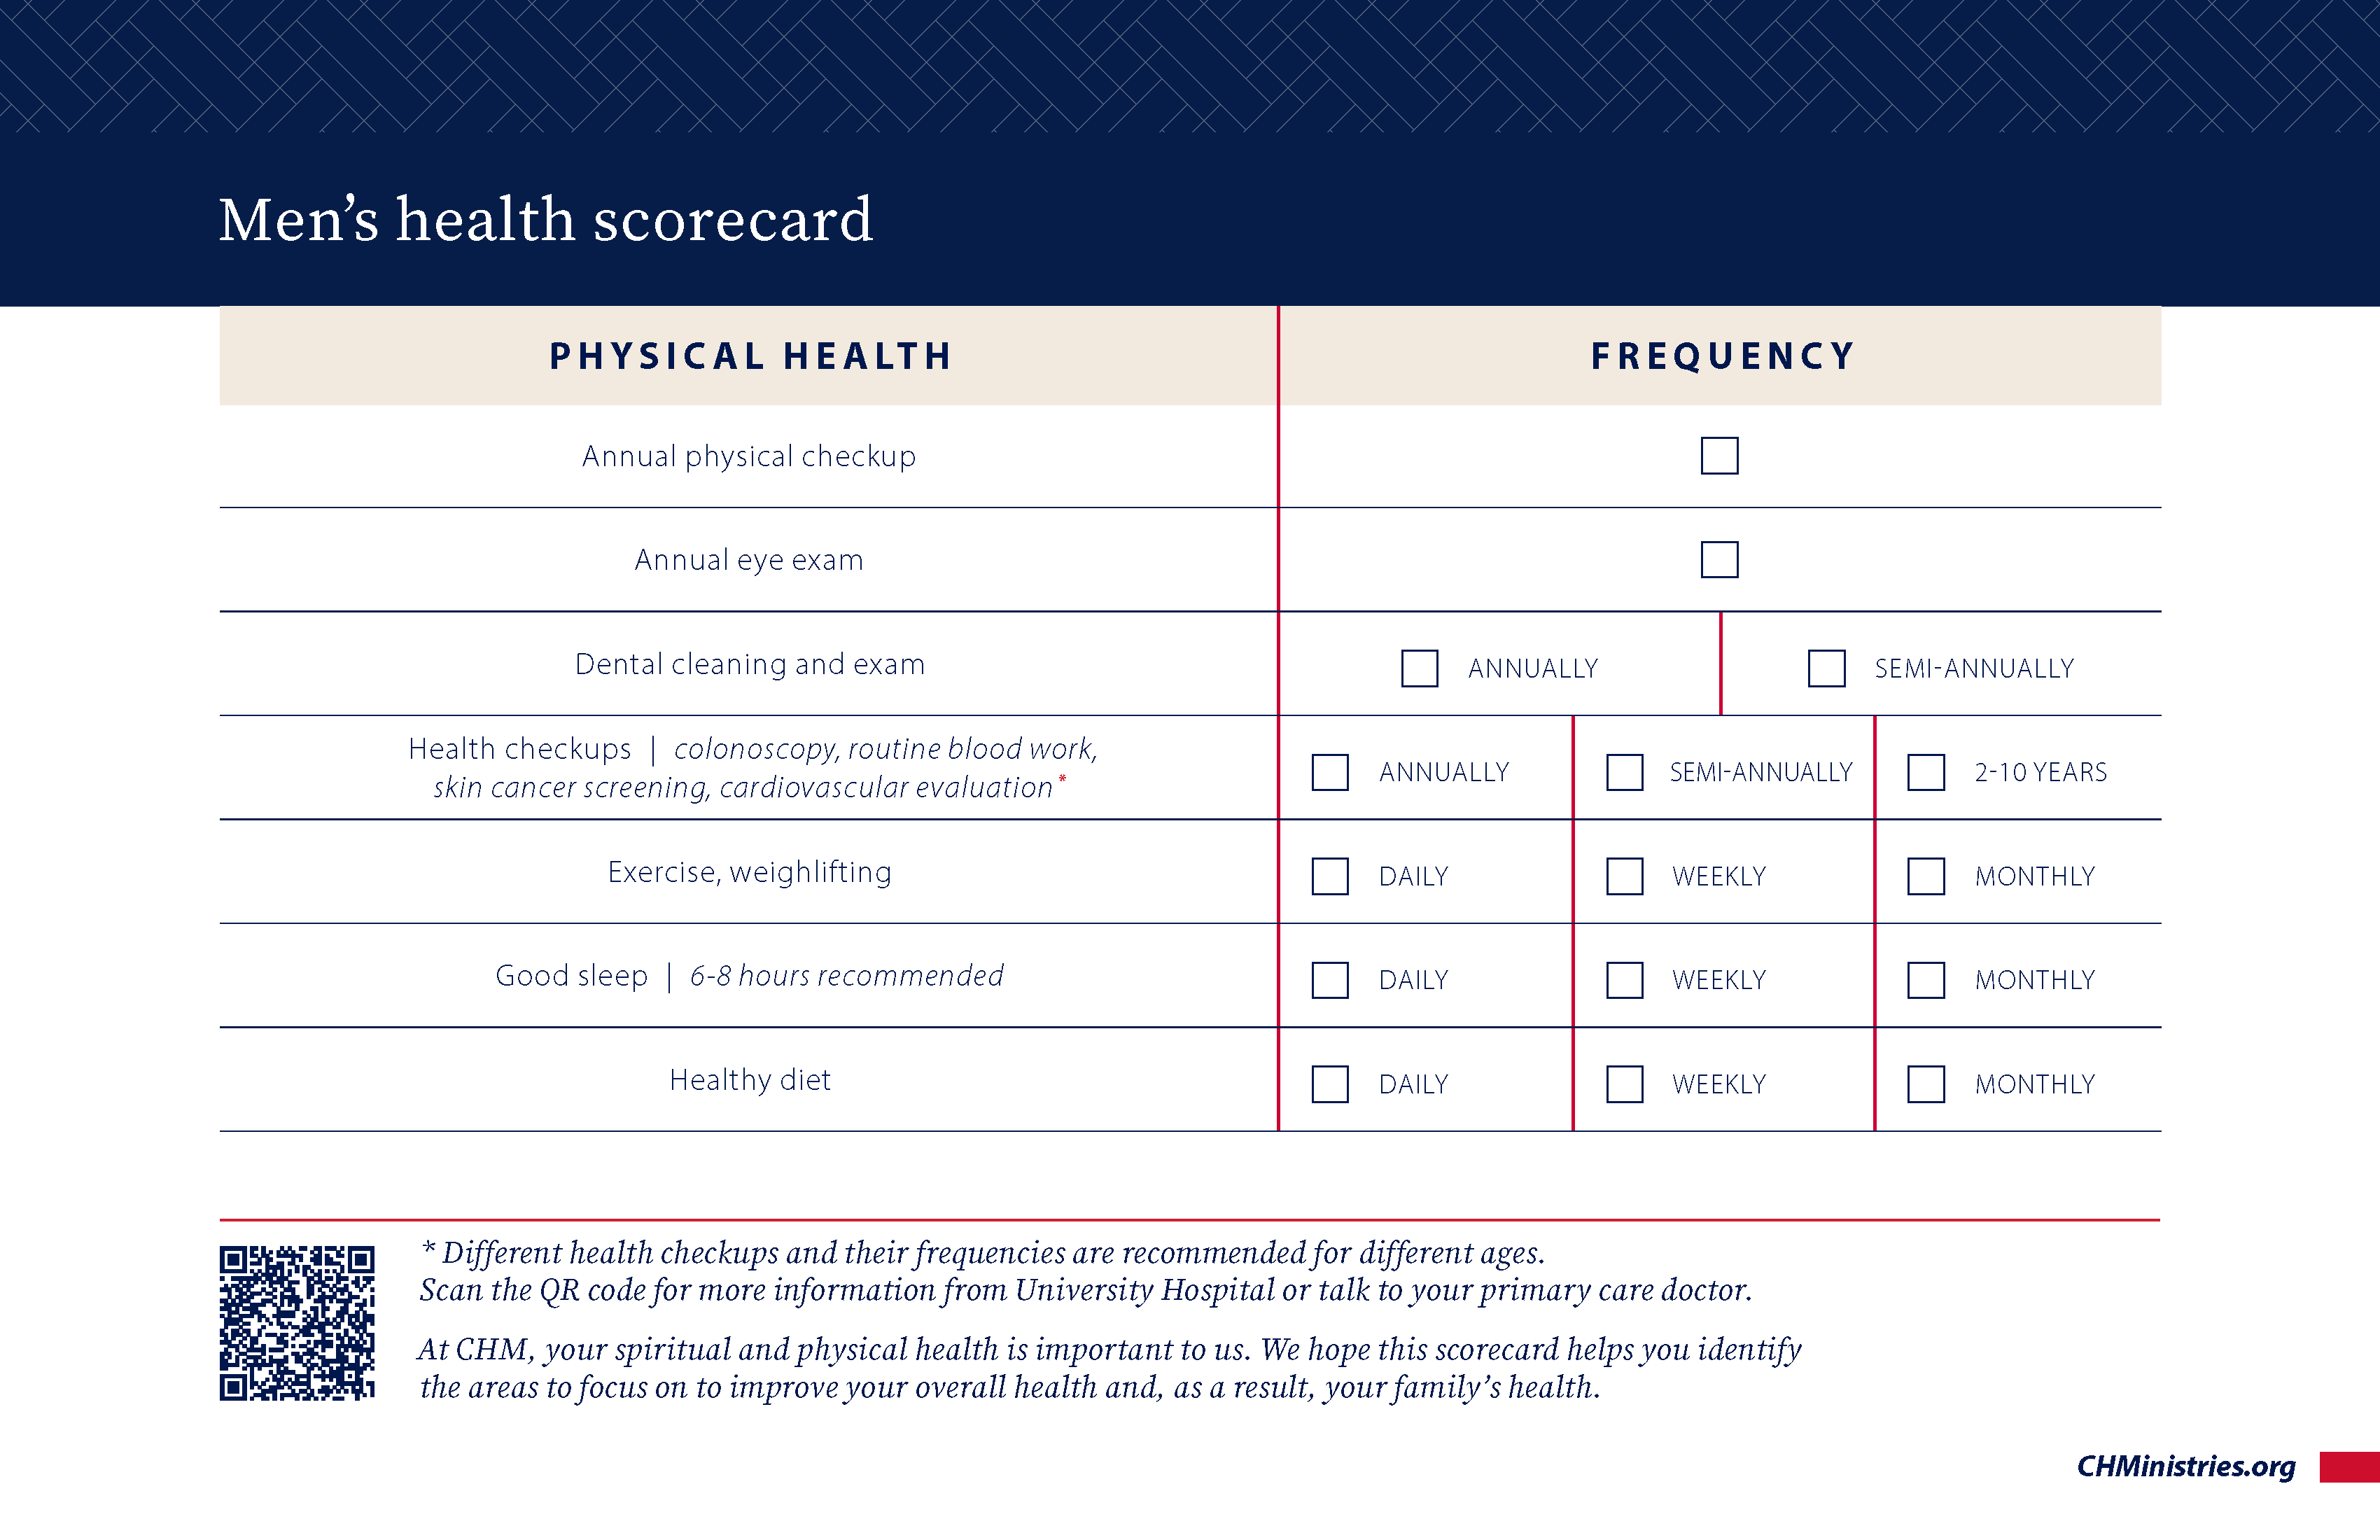 Men’s health scorecard
PHYSICAL HEALTH FREQUENCY
Annual physical checkup
Annual eye exam
Dental cleaning and exam ANNUALLY SEMI-ANNUALLY
Health checkups | colonoscopy, routine blood work,
skin cancer screening, cardiovascular evaluation* ANNUALLY SEMI-ANNUALLY 2-10 YEARS
Exercise, weighlifting DAILY WEEKLY MONTHLY
Good sleep | 6-8 hours recommended DAILY WEEKLY MONTHLY
Healthy diet DAILY WEEKLY MONTHLY
* Different health checkups and their frequencies are recommended for different ages.
Scan the QR code for more information from University Hospital or talk to your primary care doctor.
At CHM, your spiritual and physical health is important to us. We hope this scorecard helps you identify
the areas to focus on to improve your overall health and, as a result, your family’s health.
CHMinistries.org